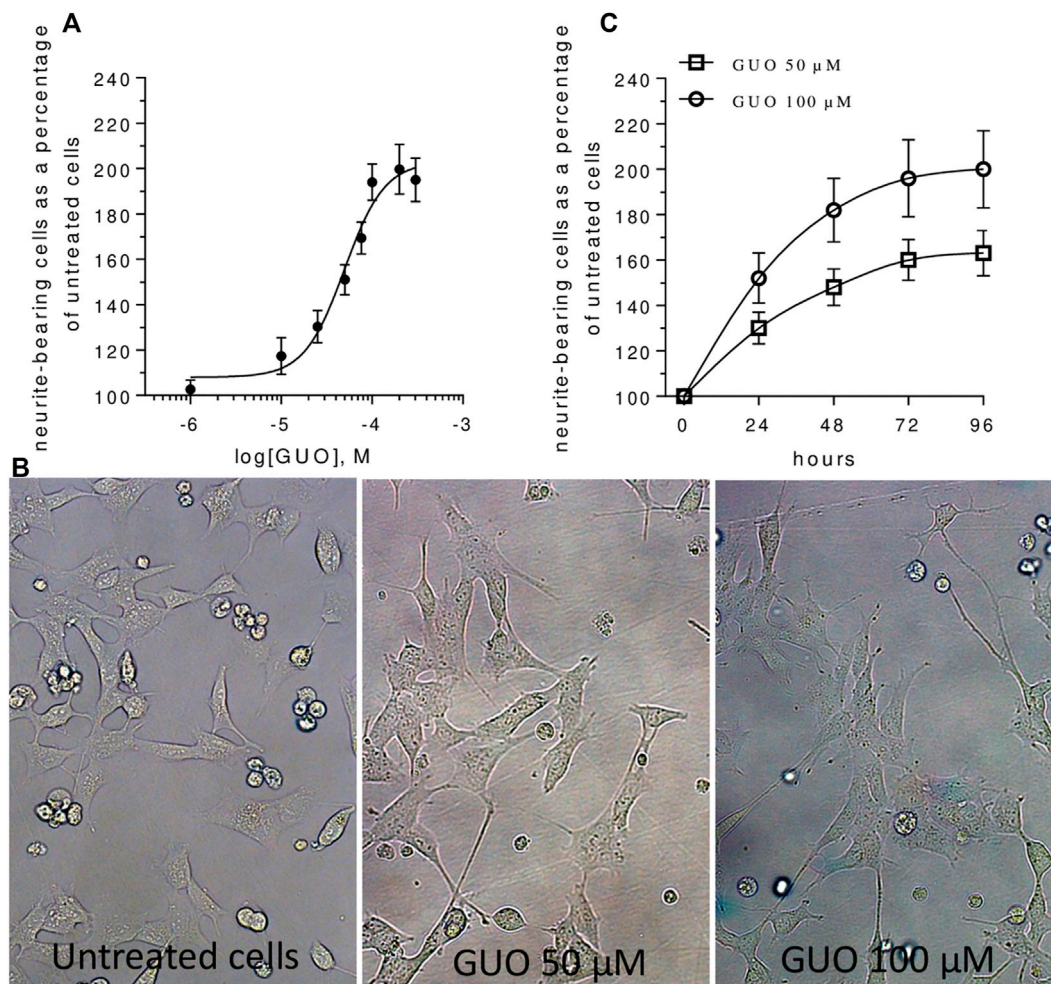 A
neurite-bearing cells as a percentage
of untreated cells
240
220
200
180
160
140
120
100
-6 -5 -4 -3
log[GUO], M
C
GUO 50 µM
GUO 100 µM
neurite-bearing cells as a percentage
of untreated cells
240
220
200
180
160
140
120
100
0 24 48 72 96
hours
B
Untreated cells
GUO 50 µM
GUO 100 µM